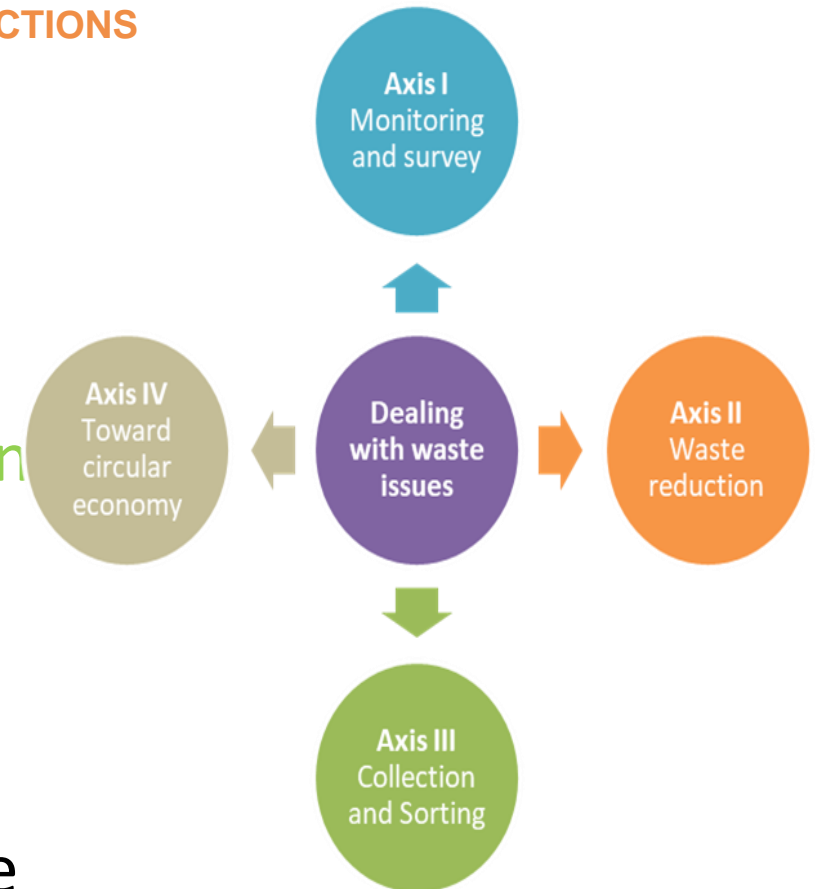 CTIONS
Axis I
Monitoring
and survey
Axis IV
Toward
circular
economy
Dealing
with waste
issues
Axis II
Waste
reduction
n
Axis III
Collection
and Sorting
e